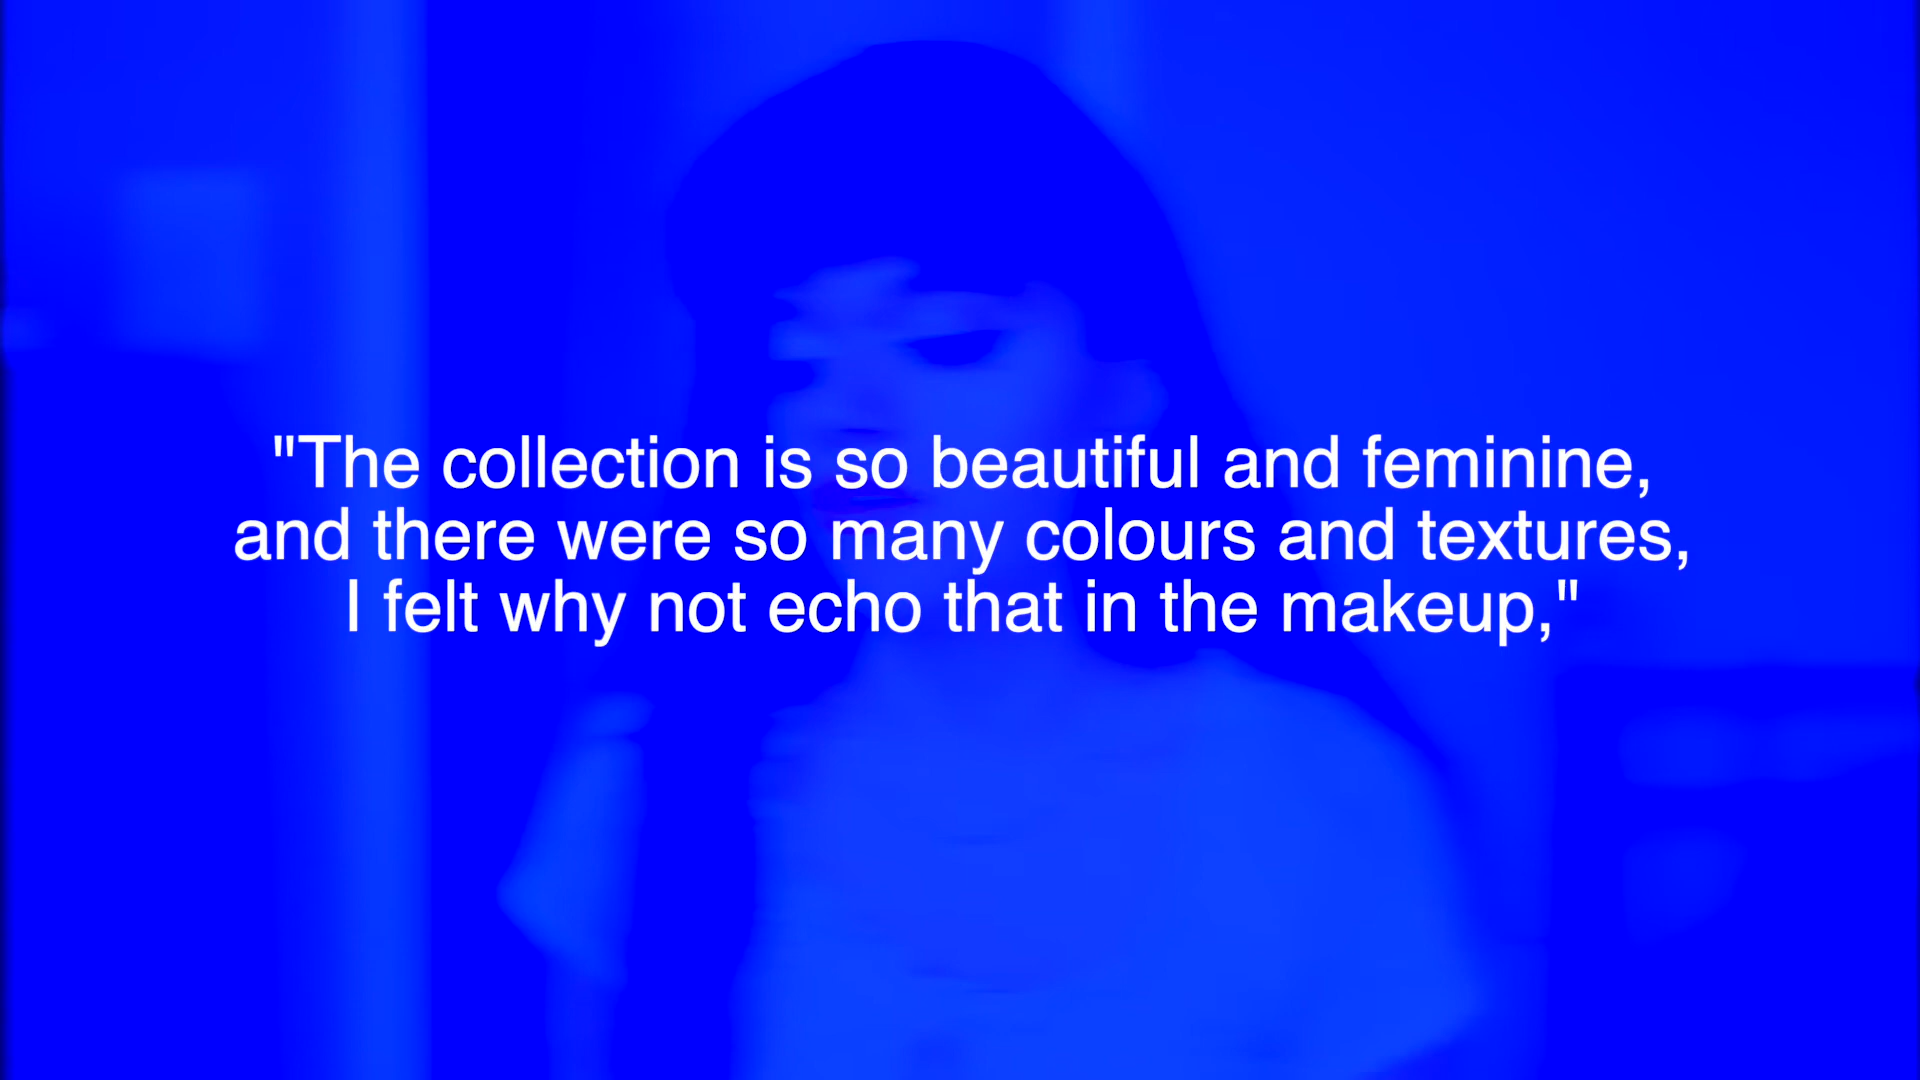 "The collection is so beautiful and feminine,
and there were so many colours and textures,
I felt why not echo that in the makeup,"